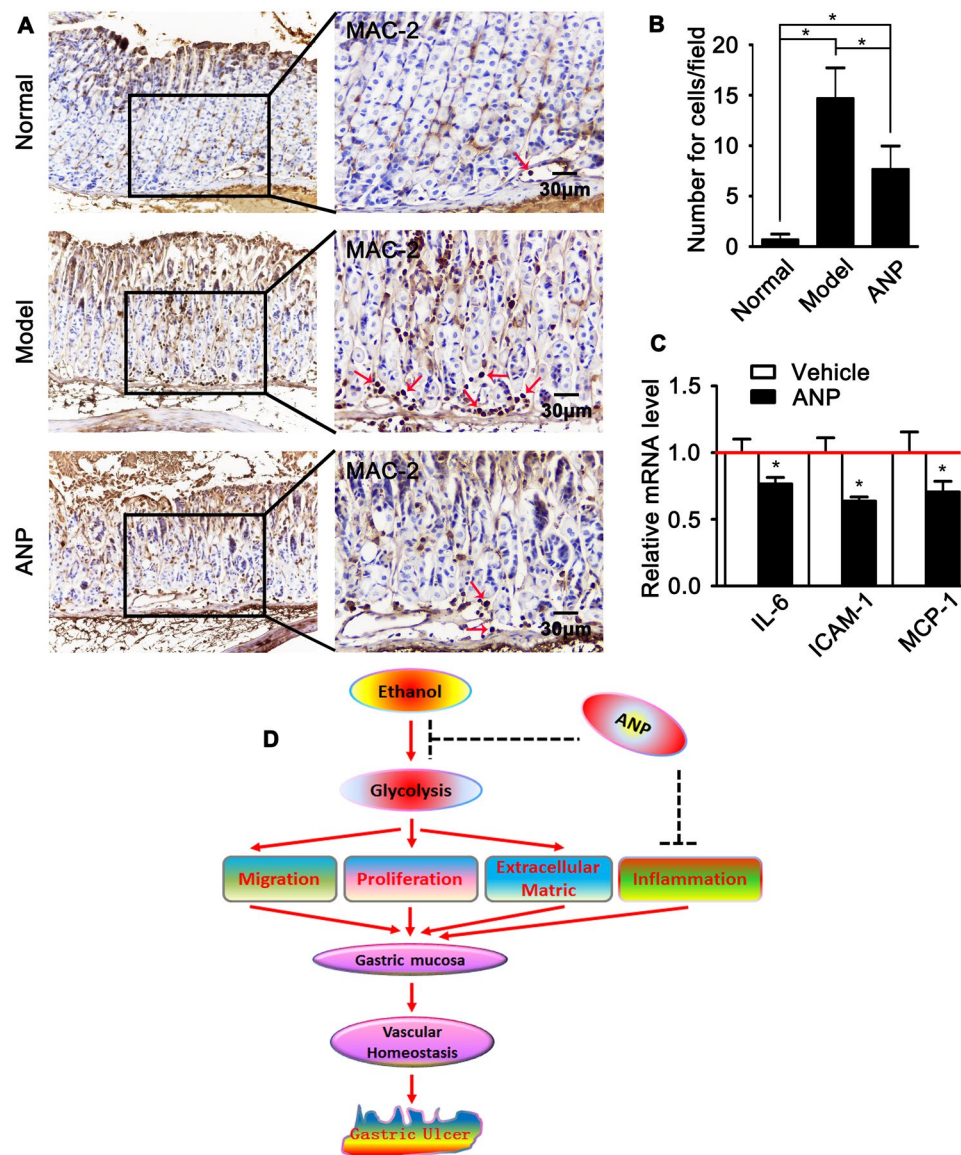 A
Normal
MAC-2
30μm
Model
MAC-2
30μm
ANP
MAC-2
30μm
B
Number for cells/field
20
15
10
5
0
*
*
*
Normal
Model
ANP
C
Relative mRNA level
1.5
1.0
0.5
0.0
Vehicle
ANP
*
*
*
IL-6
ICAM-1
MCP-1
D
Ethanol
ANP
Glycolysis
Migration
Proliferation
Extracellular
Matric
Inflammation
Gastric mucosa
Vascular
Homeostasis
Gastric Ulcer